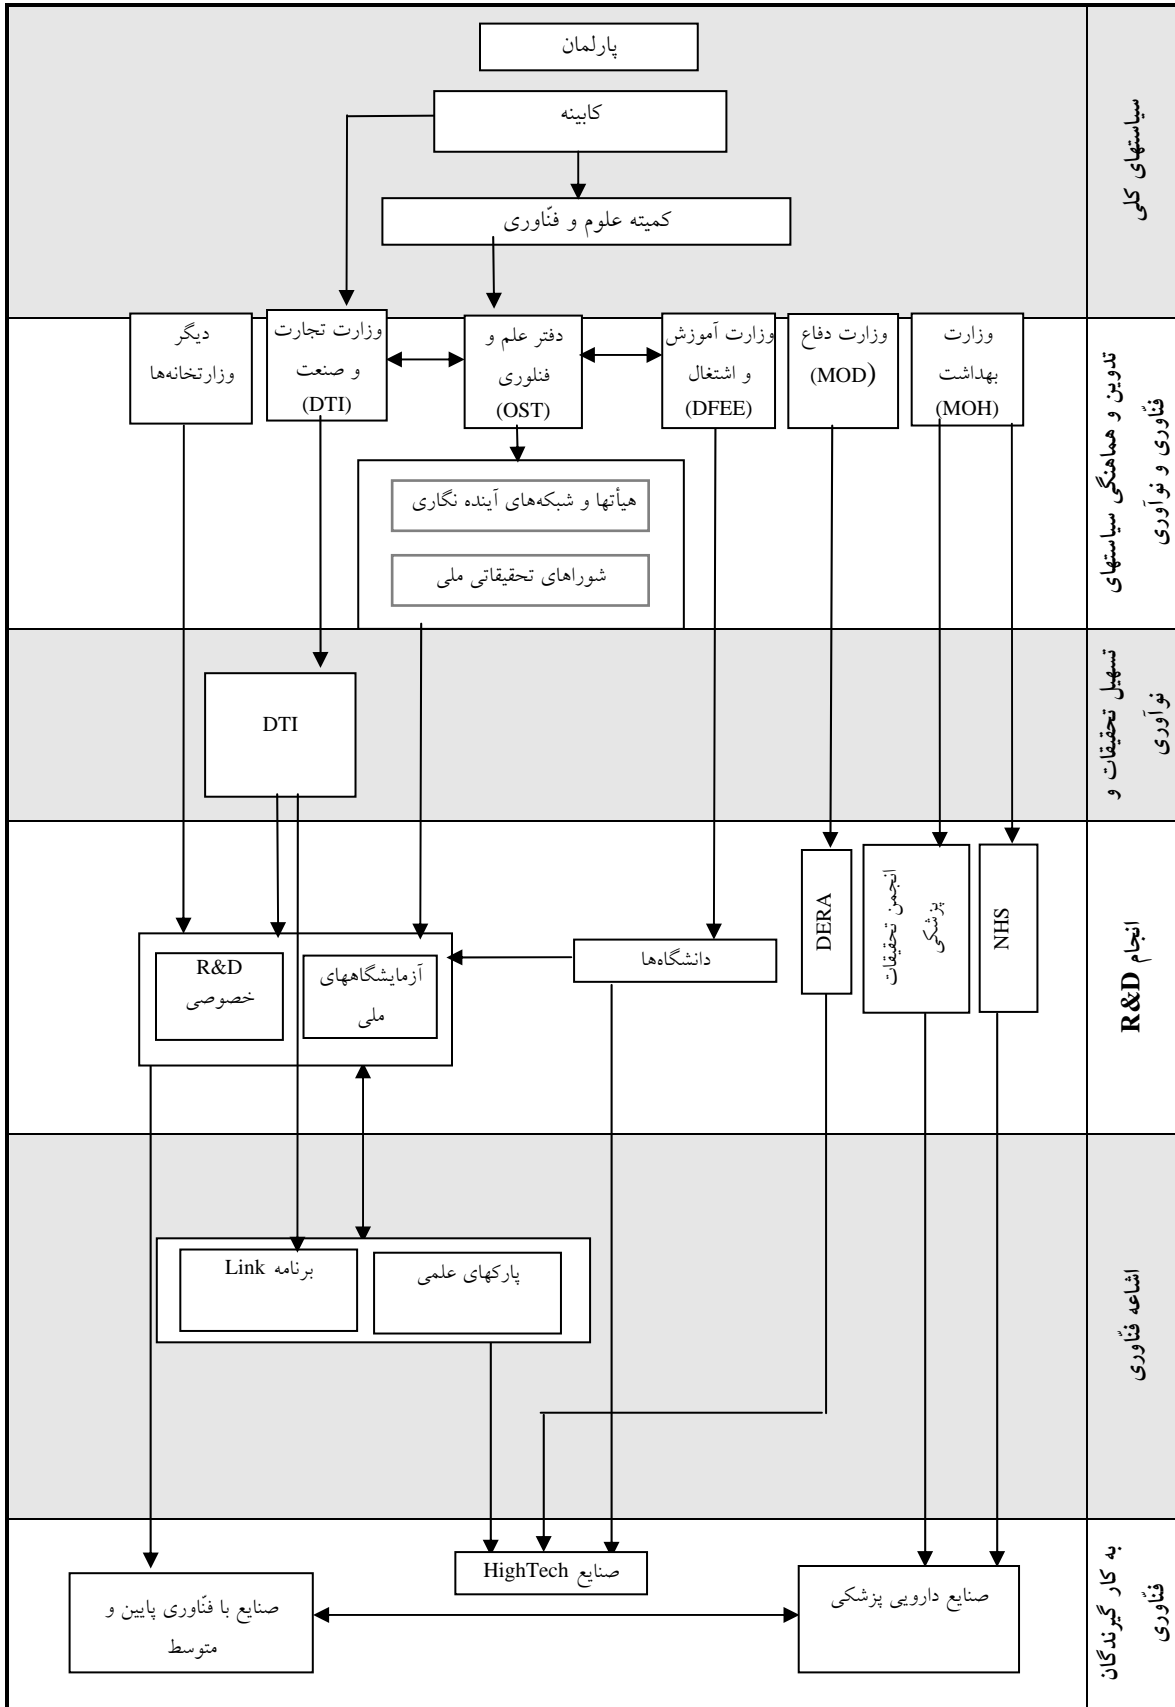 پارلمان
کابینه
کمیته علوم و فنّاوری
سیاستهای کلی
وزارت
بهداشت
(MOH)
وزارت دفاع
(MOD)
وزارت آموزش
و اشتغال
(DFEE)
دفتر علم و
فنلوری
(OST)
وزارت تجارت
و صنعت
(DTI)
دیگر
وزارتخانه‌ها
هیأتها و شبکه‌های آینده نگاری
شوراهای تحقیقاتی ملی
تدوین و هماهنگی سیاستهای
فنّاوری و نوآوری
DTI
تسهیل تحقیقات و
نوآوری
NHS
انجمن تحقیقات
پزشکی
DERA
دانشگاه‌ها
آزمایشگاههای
ملی
R&D
خصوصی
انجام R&D
پارکهای علمی
برنامه Link
اشاعه فنّاوری
صنایع دارویی پزشکی
صنایع HighTech
صنایع با فنّاوری پایین و
متوسط
به کار گیرندگان
فنّاوری